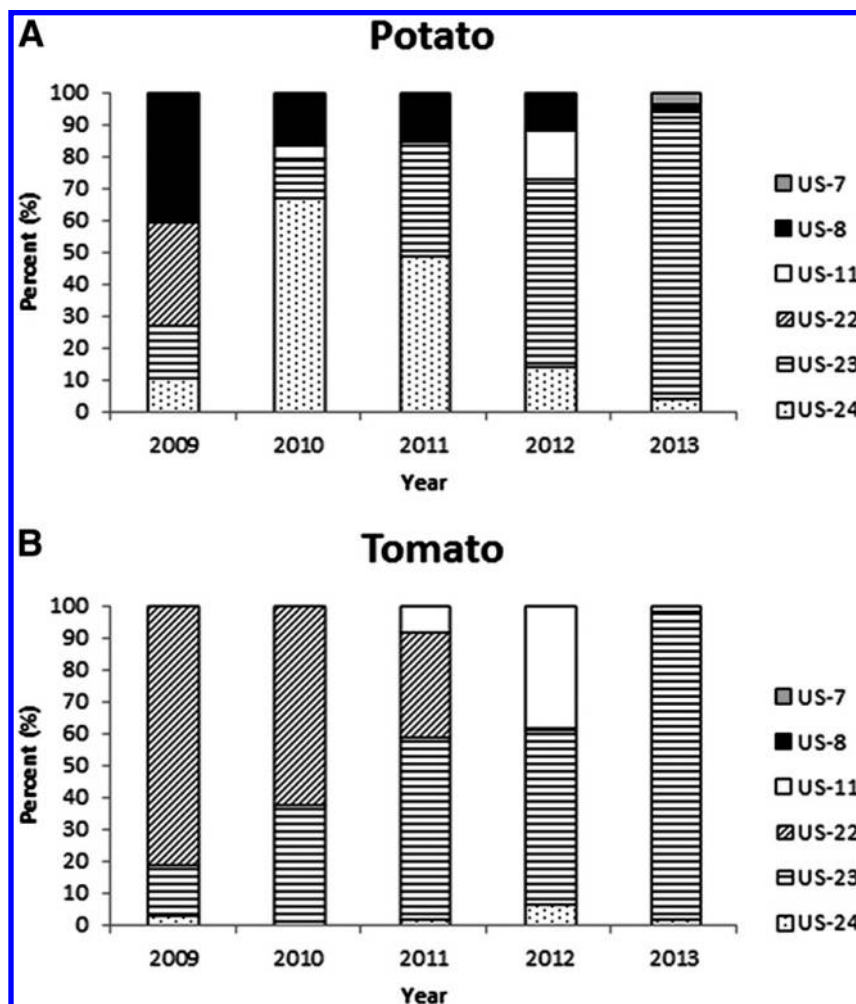 A
Potato
100
90
80
70
60
50
40
30
20
10
0
Percent (%)
2009 2010 2011 2012 2013
Year
US-7
US-8
US-11
US-22
US-23
US-24
B
Tomato
100
90
80
70
60
50
40
30
20
10
0
Percent (%)
2009 2010 2011 2012 2013
Year
US-7
US-8
US-11
US-22
US-23
US-24